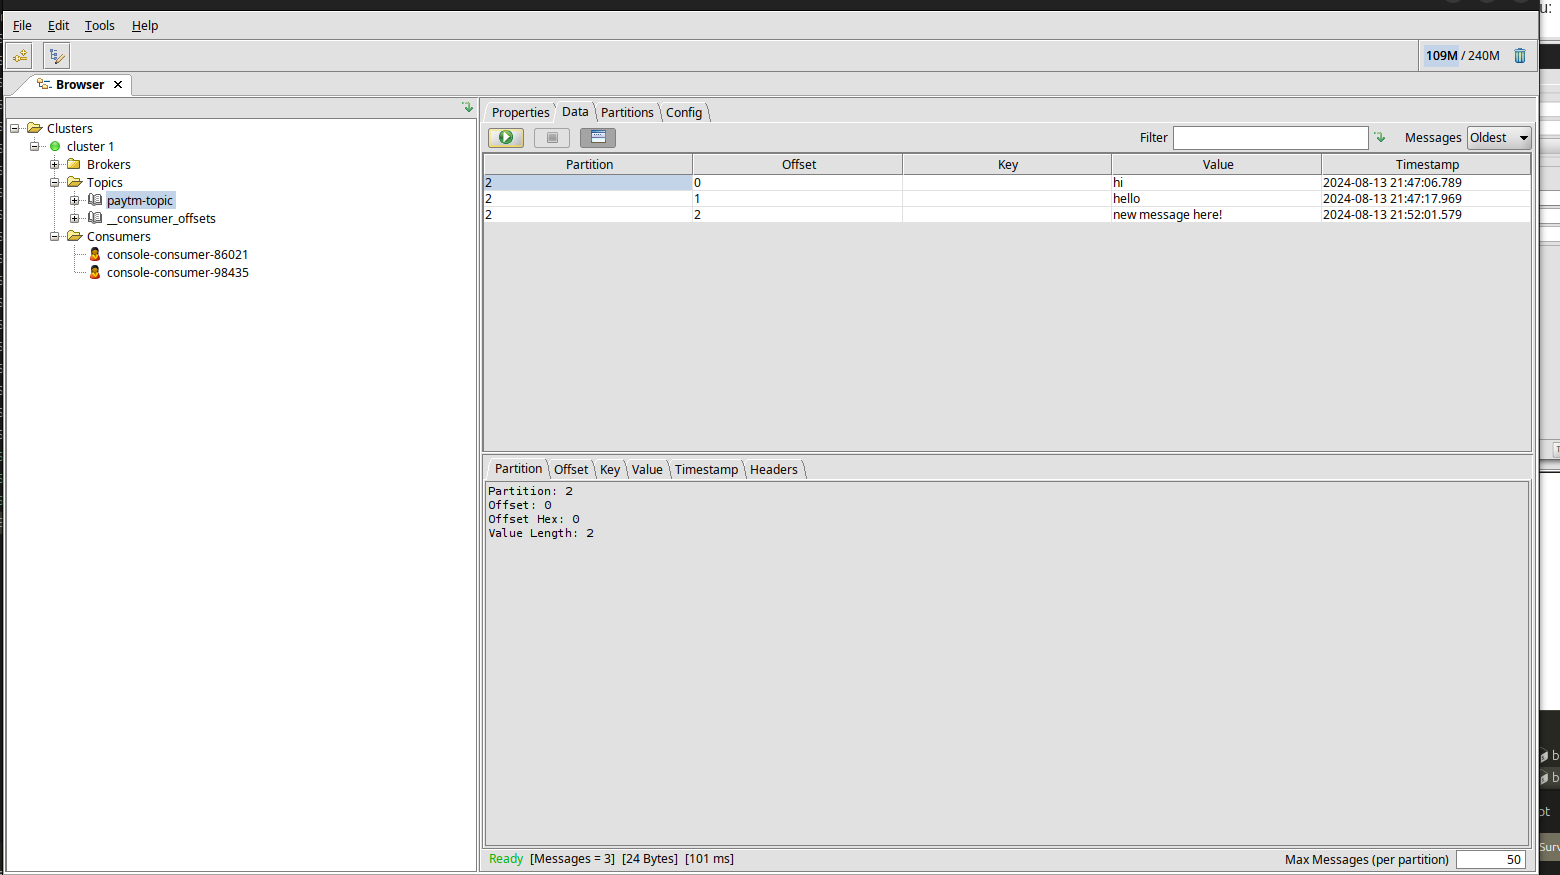 File Edit Tools Help
109M / 240M
Browser
Clusters
cluster 1
Brokers
Topics
paytm-topic
__consumer_offsets
Consumers
console-consumer-86021
console-consumer-98435
Properties Data Partitions Config
Filter Messages Oldest
Partition Offset Key Value Timestamp
2 0 hi 2024-08-13 21:47:06.789
2 1 hello 2024-08-13 21:47:17.969
2 2 new message here! 2024-08-13 21:52:01.579
Partition Offset Key Value Timestamp Headers
Partition: 2
Offset: 0
Offset Hex: 0
Value Length: 2
Ready [Messages = 3] [24 Bytes] [101 ms]
Max Messages (per partition) 50
u:
b
b
ot
Surv